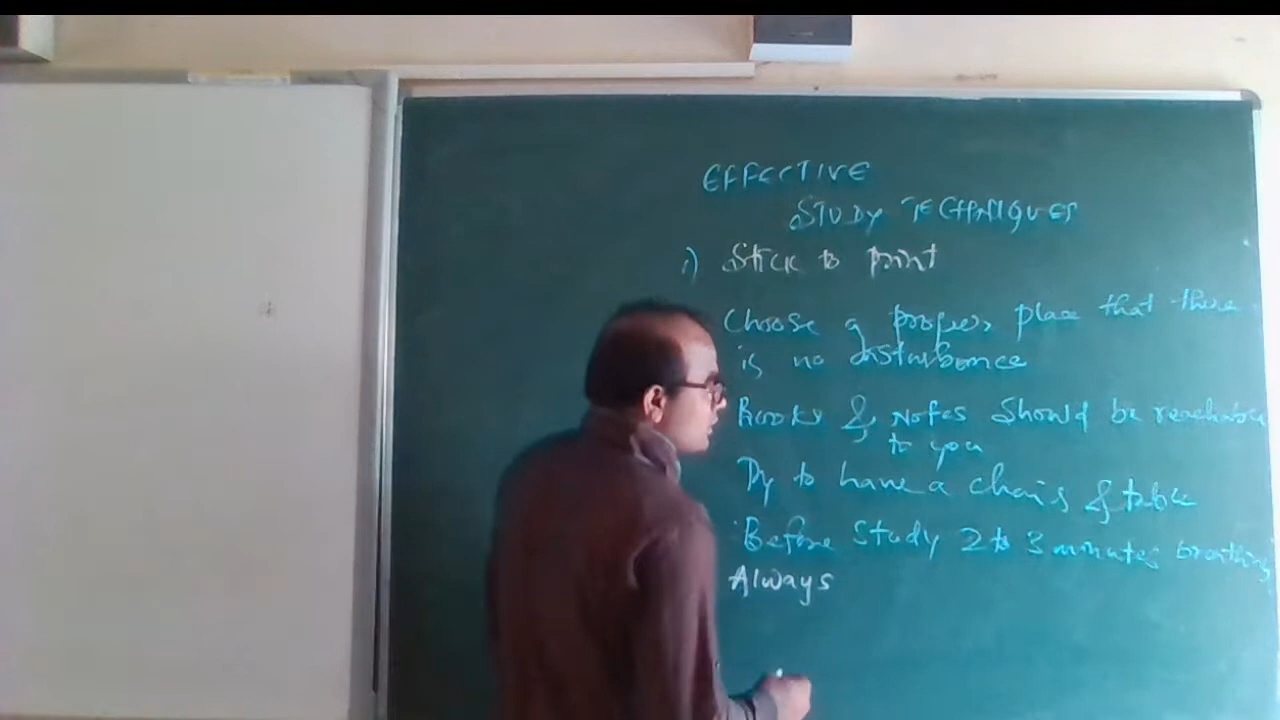 EFFECTIVE
STUDY TECHNIQUES
1) Stick to point
Choose a proper place that there
is no disturbance
Books & Notes Should be reachable
to you
Try to have a chair & table
Before Study 2 to 3 minutes breathing
Always